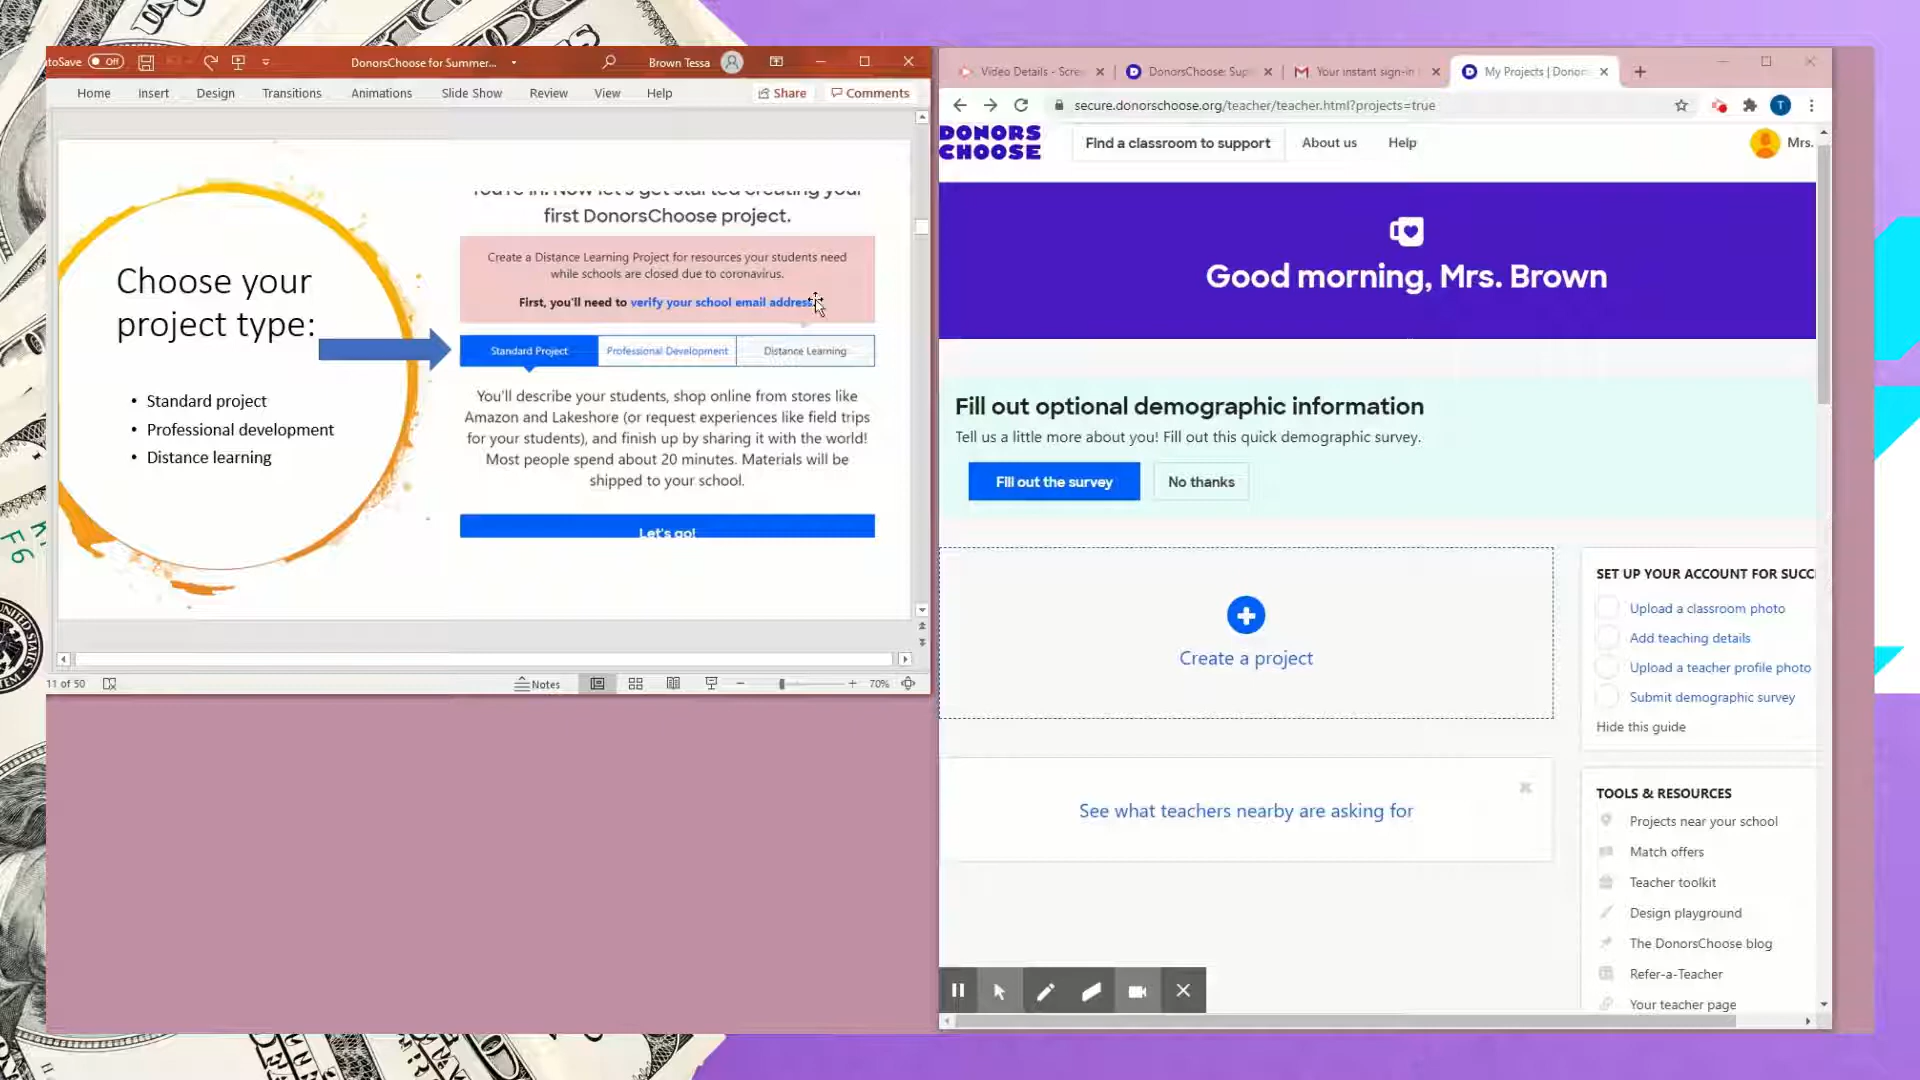 toSave Off
DonorsChoose for Summer...
Brown Tessa
Home Insert Design Transitions Animations Slide Show Review View Help Share Comments
Choose your
project type:
• Standard project
• Professional development
• Distance learning
You're in! Now let's get started creating your
first DonorsChoose project.
Create a Distance Learning Project for resources your students need
while schools are closed due to coronavirus.
First, you'll need to verify your school email address
Standard Project Professional Development Distance Learning
You'll describe your students, shop online from stores like
Amazon and Lakeshore (or request experiences like field trips
for your students), and finish up by sharing it with the world!
Most people spend about 20 minutes. Materials will be
shipped to your school.
Let's go!
11 of 50 Notes 70%
Video Details - Scre DonorsChoose: Sup Your instant sign-in My Projects | Donor
secure.donorschoose.org/teacher/teacher.html?projects=true T
DONORS
CHOOSE
Find a classroom to support About us Help Mrs.
Good morning, Mrs. Brown
Fill out optional demographic information
Tell us a little more about you! Fill out this quick demographic survey.
Fill out the survey No thanks
Create a project
See what teachers nearby are asking for
SET UP YOUR ACCOUNT FOR SUCC
Upload a classroom photo
Add teaching details
Upload a teacher profile photo
Submit demographic survey
Hide this guide
TOOLS & RESOURCES
Projects near your school
Match offers
Teacher toolkit
Design playground
The DonorsChoose blog
Refer-a-Teacher
Your teacher page
F6